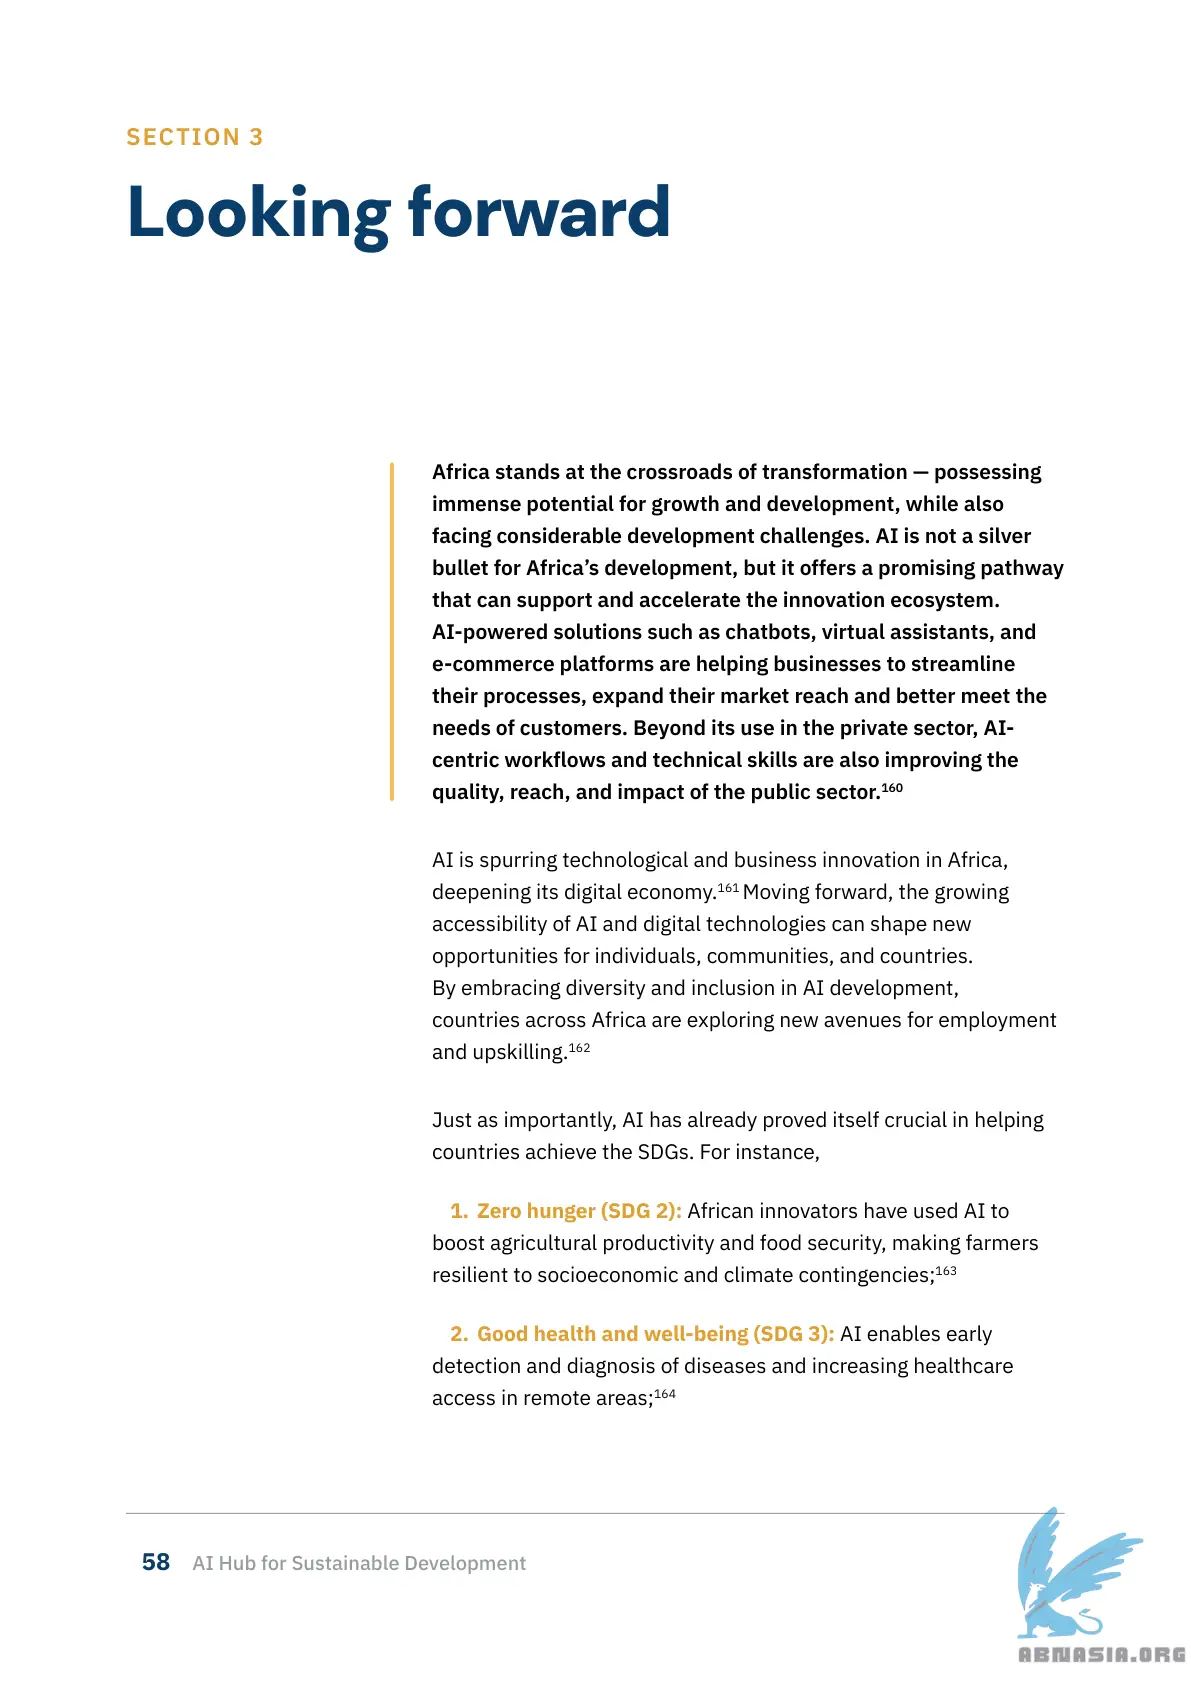 SECTION 3
Looking forward
Africa stands at the crossroads of transformation — possessing
immense potential for growth and development, while also
facing considerable development challenges. AI is not a silver
bullet for Africa’s development, but it offers a promising pathway
that can support and accelerate the innovation ecosystem.
AI-powered solutions such as chatbots, virtual assistants, and
e-commerce platforms are helping businesses to streamline
their processes, expand their market reach and better meet the
needs of customers. Beyond its use in the private sector, AI-
centric workflows and technical skills are also improving the
quality, reach, and impact of the public sector.160
AI is spurring technological and business innovation in Africa,
deepening its digital economy.161 Moving forward, the growing
accessibility of AI and digital technologies can shape new
opportunities for individuals, communities, and countries.
By embracing diversity and inclusion in AI development,
countries across Africa are exploring new avenues for employment
and upskilling.162
Just as importantly, AI has already proved itself crucial in helping
countries achieve the SDGs. For instance,
1. Zero hunger (SDG 2): African innovators have used AI to
boost agricultural productivity and food security, making farmers
resilient to socioeconomic and climate contingencies;163
2. Good health and well-being (SDG 3): AI enables early
detection and diagnosis of diseases and increasing healthcare
access in remote areas;164
58 AI Hub for Sustainable Development
ABNASIA.ORG